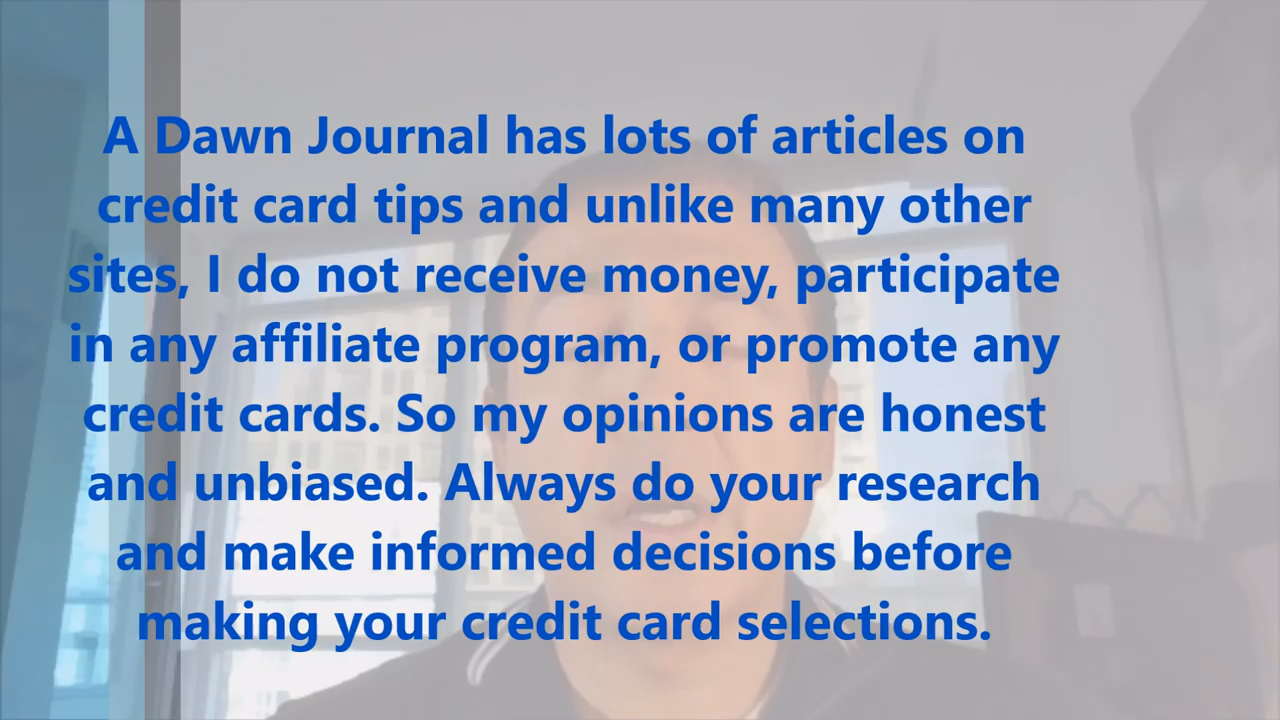 A Dawn Journal has lots of articles on
credit card tips and unlike many other
sites, I do not receive money, participate
in any affiliate program, or promote any
credit cards. So my opinions are honest
and unbiased. Always do your research
and make informed decisions before
making your credit card selections.